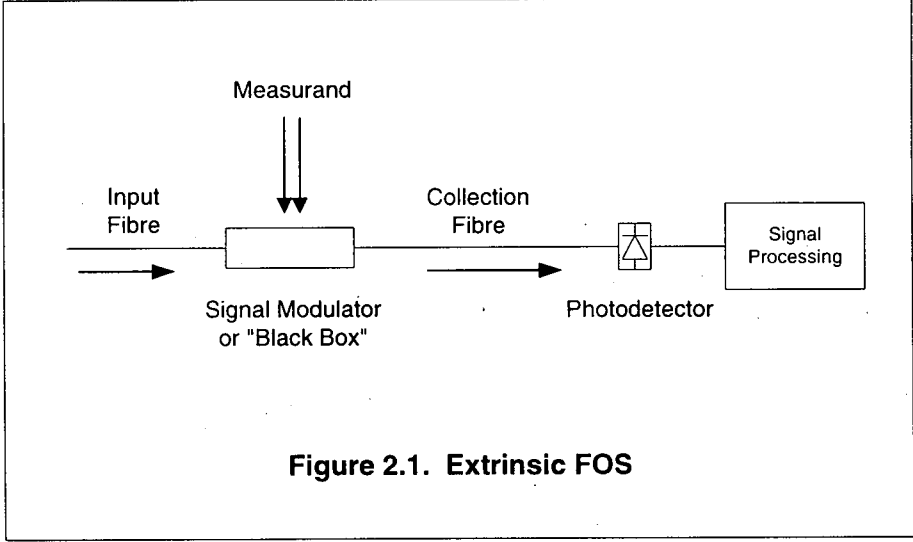 Measurand
Input
Fibre
Collection
Fibre
Signal
Processing
Signal Modulator
or "Black Box"
Photodetector
Figure 2.1. Extrinsic FOS